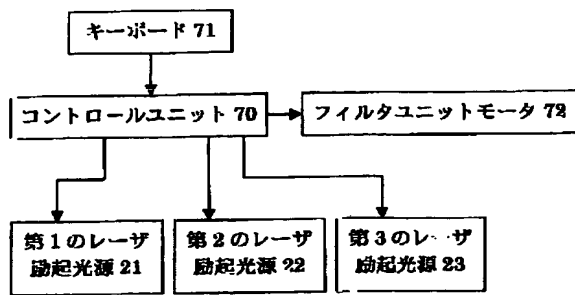 キーボード 71
コントロールユニット 70
フィルタユニットモータ 72
第1のレーザ
励起光源 21
第2のレーザ
励起光源 22
第3のレーザ
励起光源 23